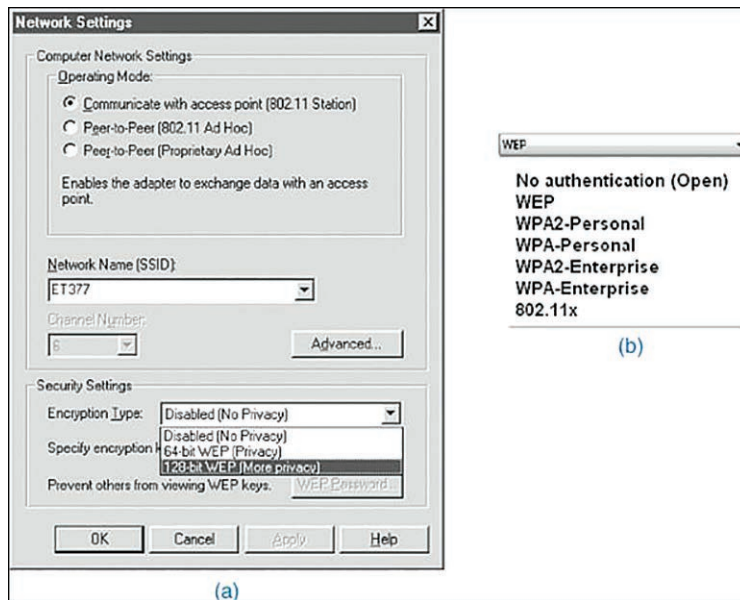 Network Settings
Computer Network Settings
Operating Mode:
Communicate with access point (802.11 Station)
Peer-to-Peer (802.11 Ad Hoc)
Peer-to-Peer (Proprietary Ad Hoc)
Enables the adapter to exchange data with an access
point.
Network Name (SSID):
ET377
Channel Number:
6
Advanced...
Security Settings
Encryption Type:
Disabled (No Privacy)
Disabled (No Privacy)
64-bit WEP (Privacy)
128-bit WEP (More privacy)
Specify encryption
Prevent others from viewing WEP keys.
WEP Password...
OK
Cancel
Apply
Help
(a)
WEP
No authentication (Open)
WEP
WPA2-Personal
WPA-Personal
WPA2-Enterprise
WPA-Enterprise
802.11x
(b)